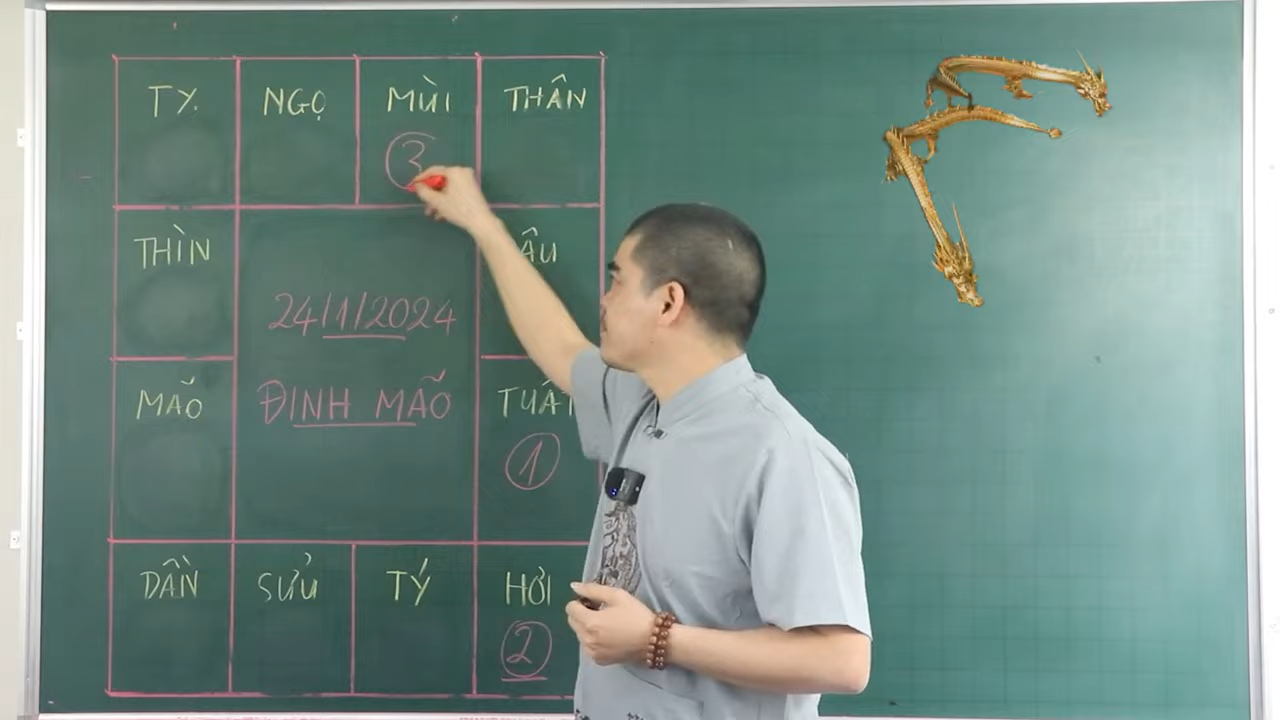 TỴ
NGỌ
MÙI
THÂN
3
THÌN
24/1/2024
MÃO
ĐINH MÃO
1
DẦN
SỬU
TÝ
HỢI
2